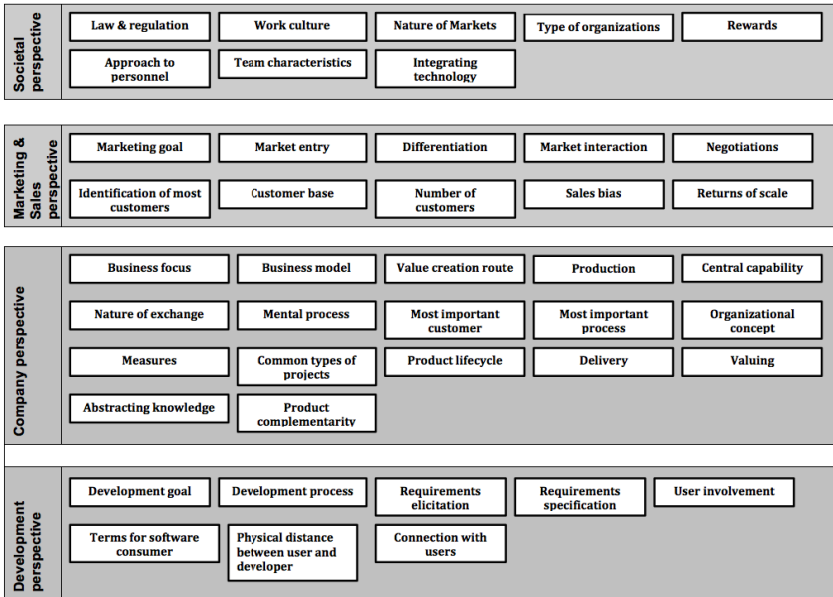 Societal
perspective
Law & regulation
Work culture
Nature of Markets
Type of organizations
Rewards
Approach to
personnel
Team characteristics
Integrating
technology
Marketing &
Sales
perspective
Marketing goal
Market entry
Differentiation
Market interaction
Negotiations
Identification of most
customers
Customer base
Number of
customers
Sales bias
Returns of scale
Company perspective
Business focus
Business model
Value creation route
Production
Central capability
Nature of exchange
Mental process
Most important
customer
Most important
process
Organizational
concept
Measures
Common types of
projects
Product lifecycle
Delivery
Valuing
Abstracting knowledge
Product
complementarity
Development
perspective
Development goal
Development process
Requirements
elicitation
Requirements
specification
User involvement
Terms for software
consumer
Physical distance
between user and
developer
Connection with
users